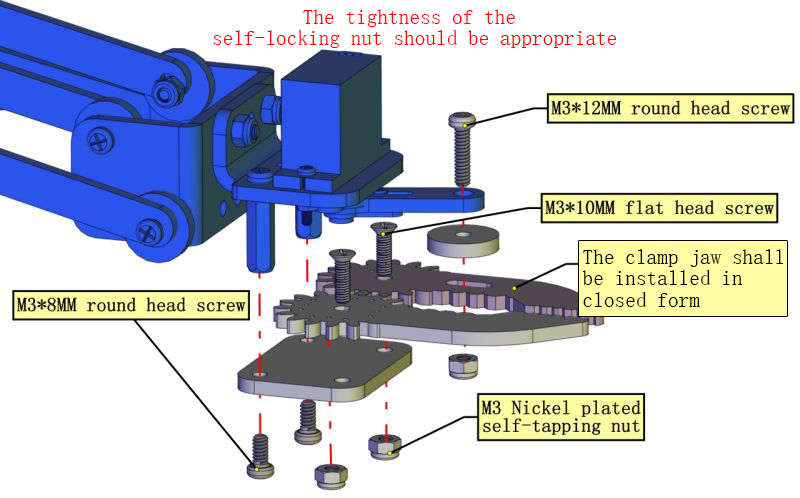 The tightness of the
self-locking nut should be appropriate
M3*12MM round head screw
M3*10MM flat head screw
The clamp jaw shall
be installed in
closed form
M3*8MM round head screw
M3 Nickel plated
self-tapping nut